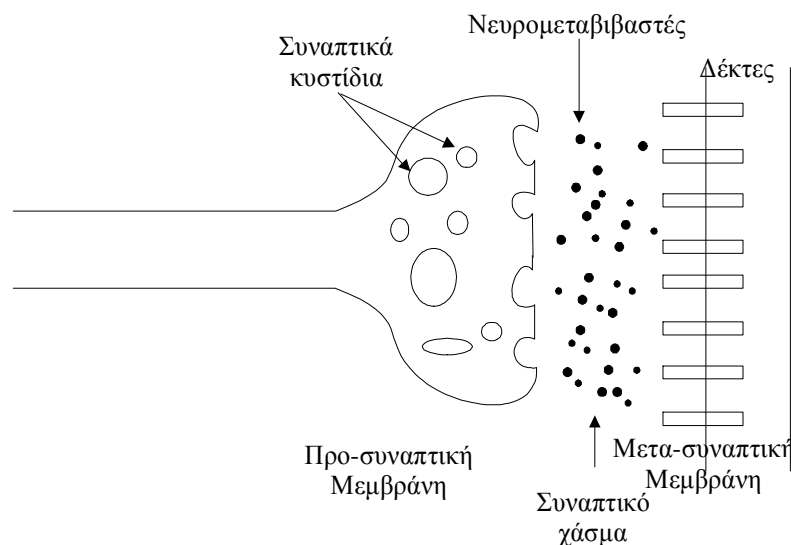 Νευρομεταβιβαστές
Συναπτικά
κυστίδια
Δέκτες
Προ-συναπτική
Μεμβράνη
Μετα-συναπτική
Μεμβράνη
Συναπτικό
χάσμα